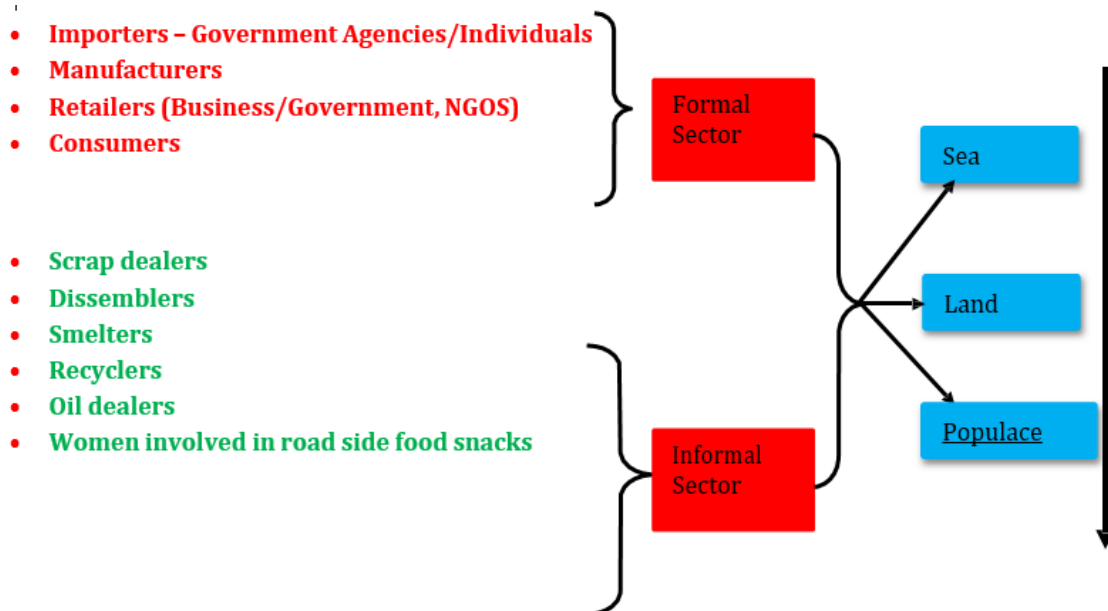 • Importers – Government Agencies/Individuals
• Manufacturers
• Retailers (Business/Government, NGOS)
• Consumers
• Scrap dealers
• Dissemblers
• Smelters
• Recyclers
• Oil dealers
• Women involved in road side food snacks
Formal
Sector
Informal
Sector
Sea
Land
Populace